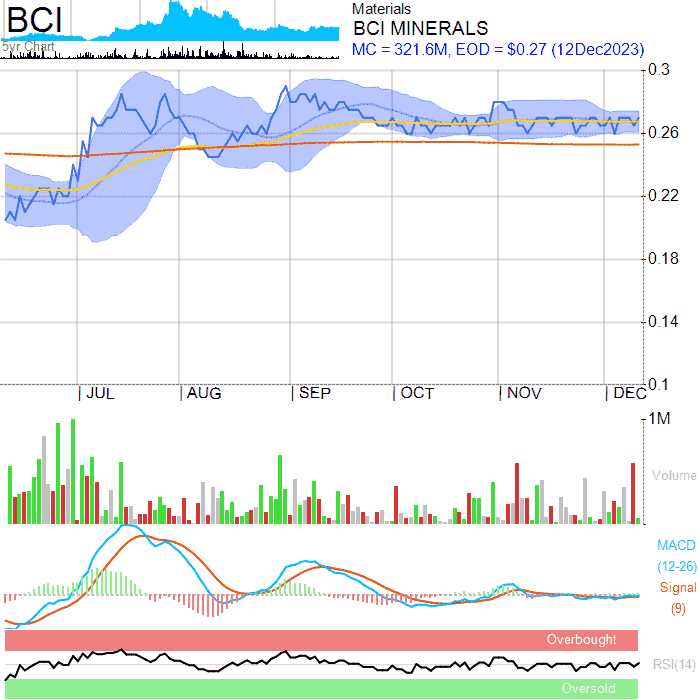 BCI
5yr Chart
Materials
BCI MINERALS
MC = 321.6M, EOD = $0.27 (12Dec2023)
0.3
0.26
0.22
0.18
0.14
0.1
JUL AUG SEP OCT NOV DEC
1M
Volume
MACD
(12-26)
Signal
(9)
Overbought
RSI(14)
Oversold